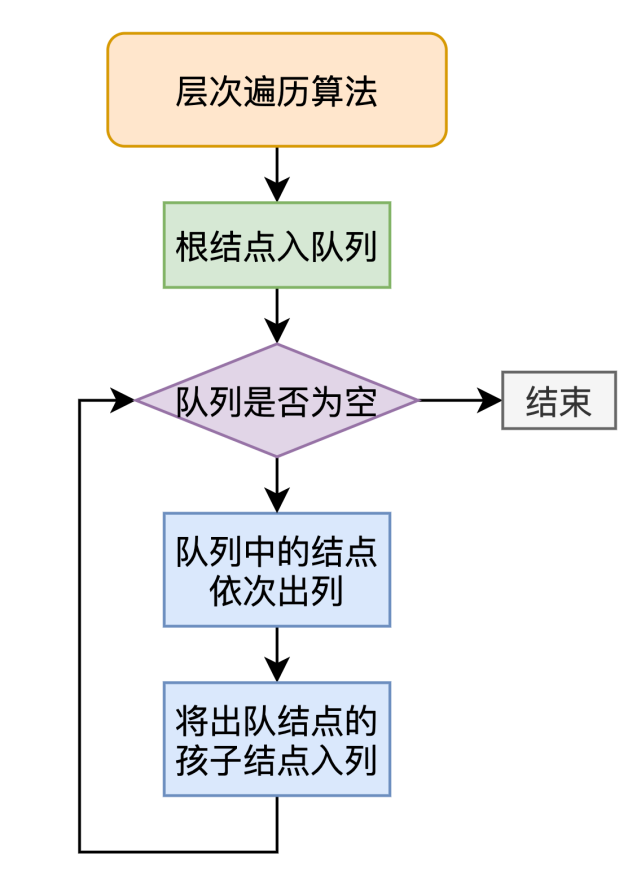 层次遍历算法
根结点入队列
队列是否为空
结束
队列中的结点
依次出列
将出队结点的
孩子结点入列